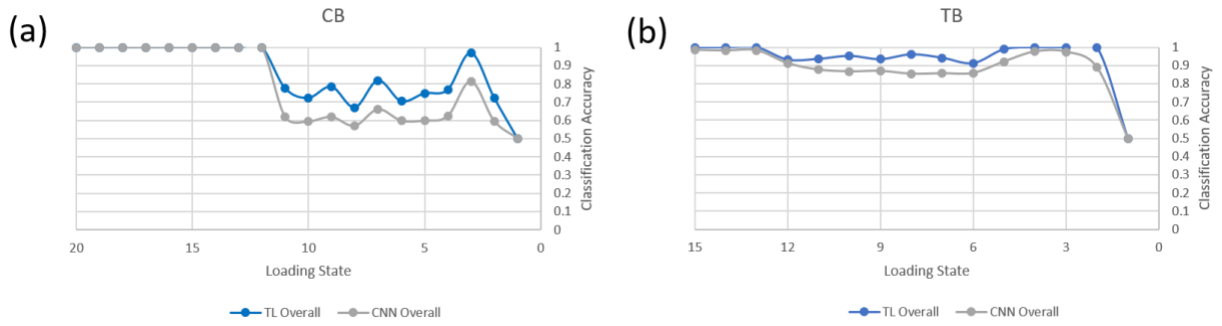 (a)
CB
1
0.9
0.8
0.7
0.6
0.5
0.4
0.3
0.2
0.1
0
Classification Accuracy
20 15 10 5 0
Loading State
TL Overall CNN Overall
(b)
TB
1
0.9
0.8
0.7
0.6
0.5
0.4
0.3
0.2
0.1
0
Classification Accuracy
15 12 9 6 3 0
Loading State
TL Overall CNN Overall